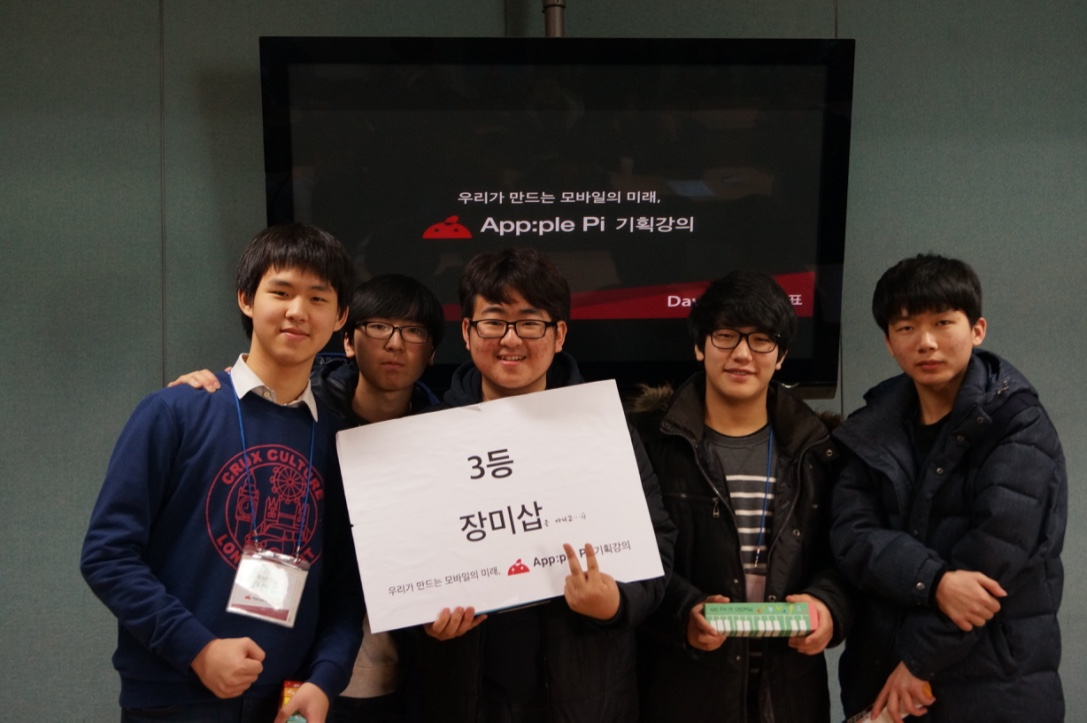 우리가 만드는 모바일의 미래,
App:ple Pi 기획강의
Da
표
CRUX CULTURE
3등
장미삽
우리가 만드는 모바일의 미래,
App:ple Pi 기획강의